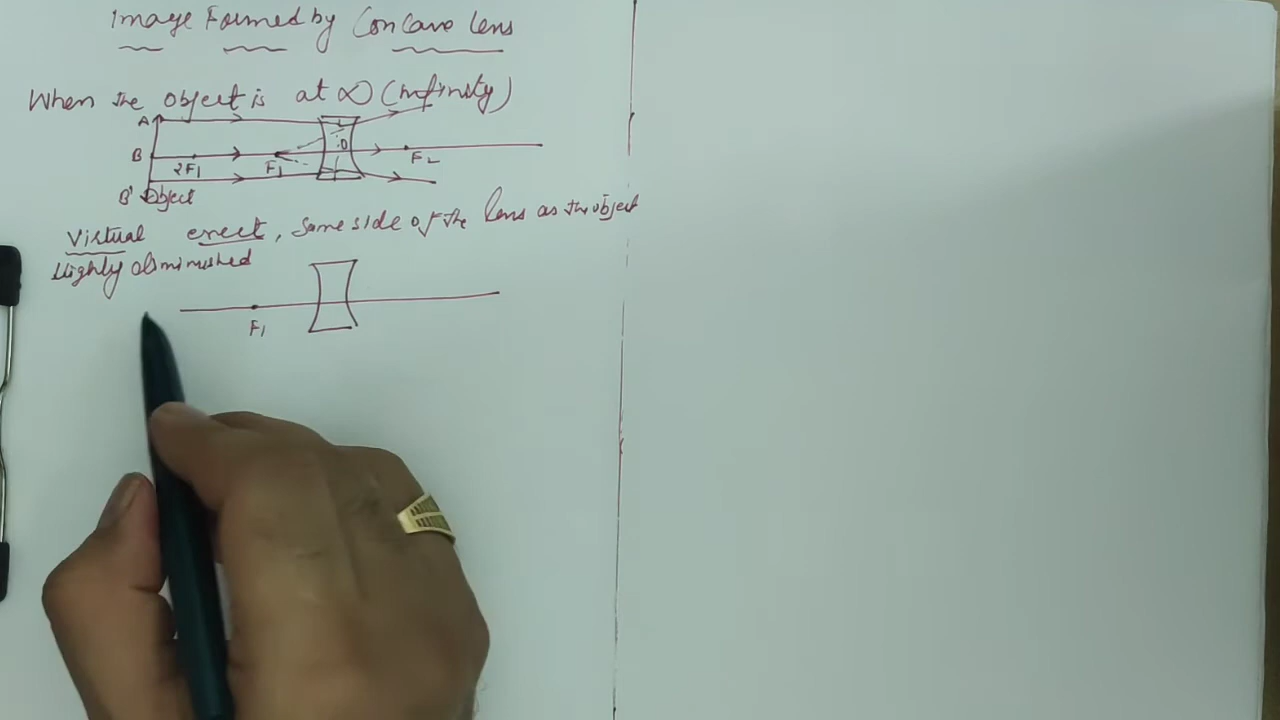 Image Formed by Concave lens
When the object is at ∞ (infinity)
A
B 2F1 F1 O F2
B' Object
Virtual erect, Same side of the lens as the object
Highly diminished
F1